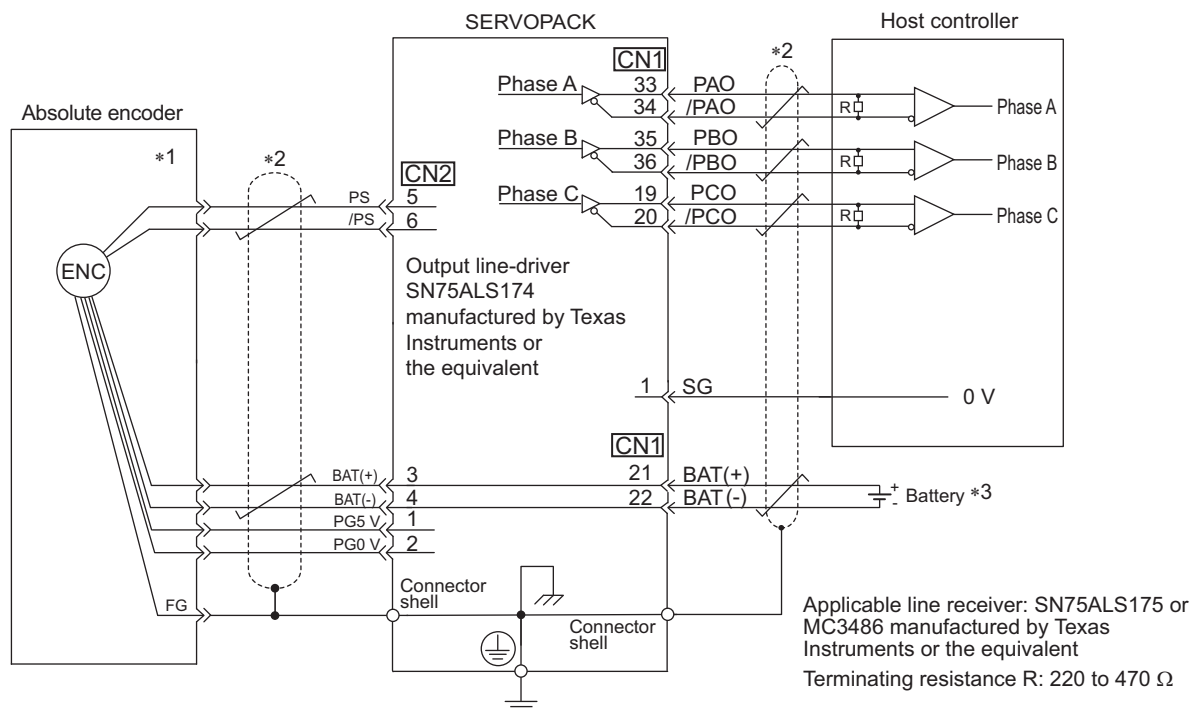 SERVOPACK
Host controller
Absolute encoder
*1
*2
*2
CN1
Phase A
33
PAO
34
/PAO
R
Phase A
Phase B
35
PBO
36
/PBO
R
Phase B
Phase C
19
PCO
20
/PCO
R
Phase C
CN2
PS
5
/PS
6
ENC
Output line-driver
SN75ALS174
manufactured by Texas
Instruments or
the equivalent
1
SG
0 V
CN1
BAT(+)
3
21
BAT(+)
BAT(-)
4
22
BAT(-)
+
-
Battery *3
PG5 V
1
PG0 V
2
FG
Connector
shell
Connector
shell
Applicable line receiver: SN75ALS175 or
MC3486 manufactured by Texas
Instruments or the equivalent
Terminating resistance R: 220 to 470 Ω